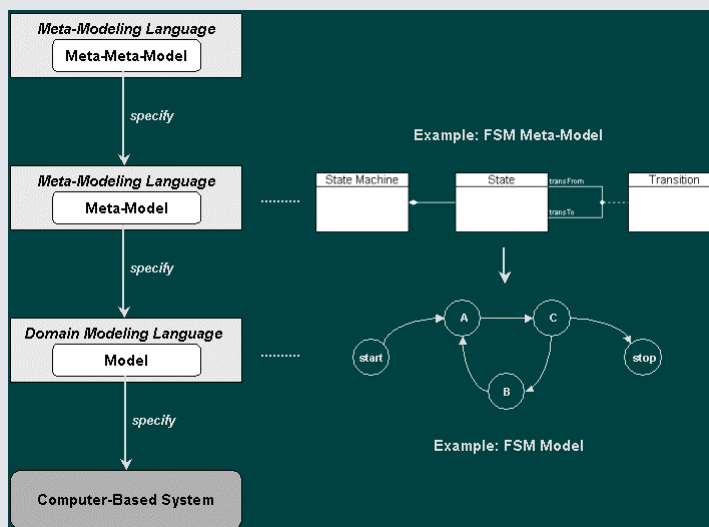 Meta-Modeling Language
Meta-Meta-Model
specify
Example: FSM Meta-Model
Meta-Modeling Language
Meta-Model
State Machine
State
transFrom
transTo
Transition
specify
Domain Modeling Language
Model
start
A
C
B
stop
specify
Example: FSM Model
Computer-Based System